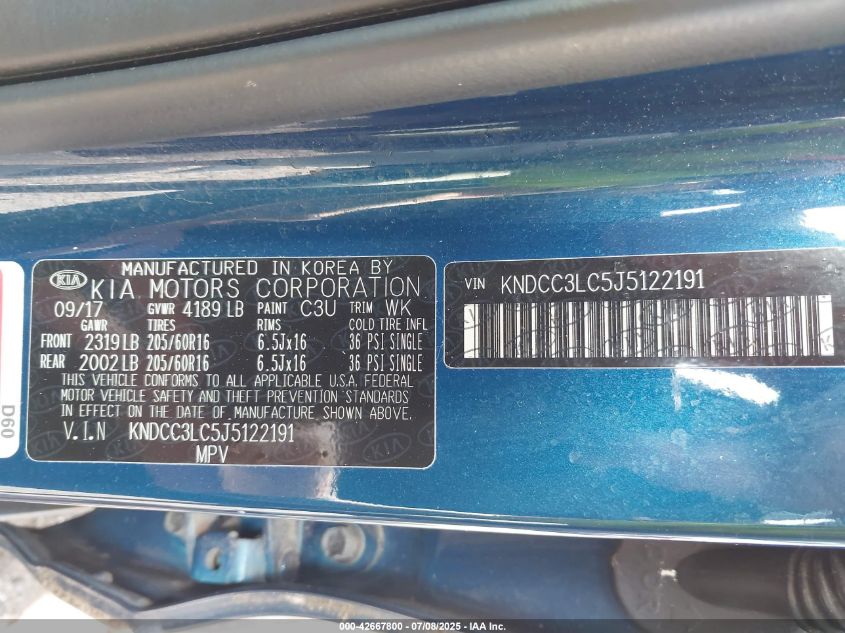 KIA
MANUFACTURED IN KOREA BY
KIA MOTORS CORPORATION
09/17 GVWR 4189 LB PAINT C3U TRIM WK
GAWR TIRES RIMS COLD TIRE INFL
FRONT 2319 LB 205/60R16 6.5Jx16 36 PSI SINGLE
REAR 2002 LB 205/60R16 6.5Jx16 36 PSI SINGLE
THIS VEHICLE CONFORMS TO ALL APPLICABLE U.S.A. FEDERAL
MOTOR VEHICLE SAFETY AND THEFT PREVENTION STANDARDS
IN EFFECT ON THE DATE OF MANUFACTURE SHOWN ABOVE.
V.I.N KNDCC3LC5J5122191
MPV
VIN KNDCC3LC5J5122191
D60
000-42667800 - 07/08/2025 - IAA, Inc.